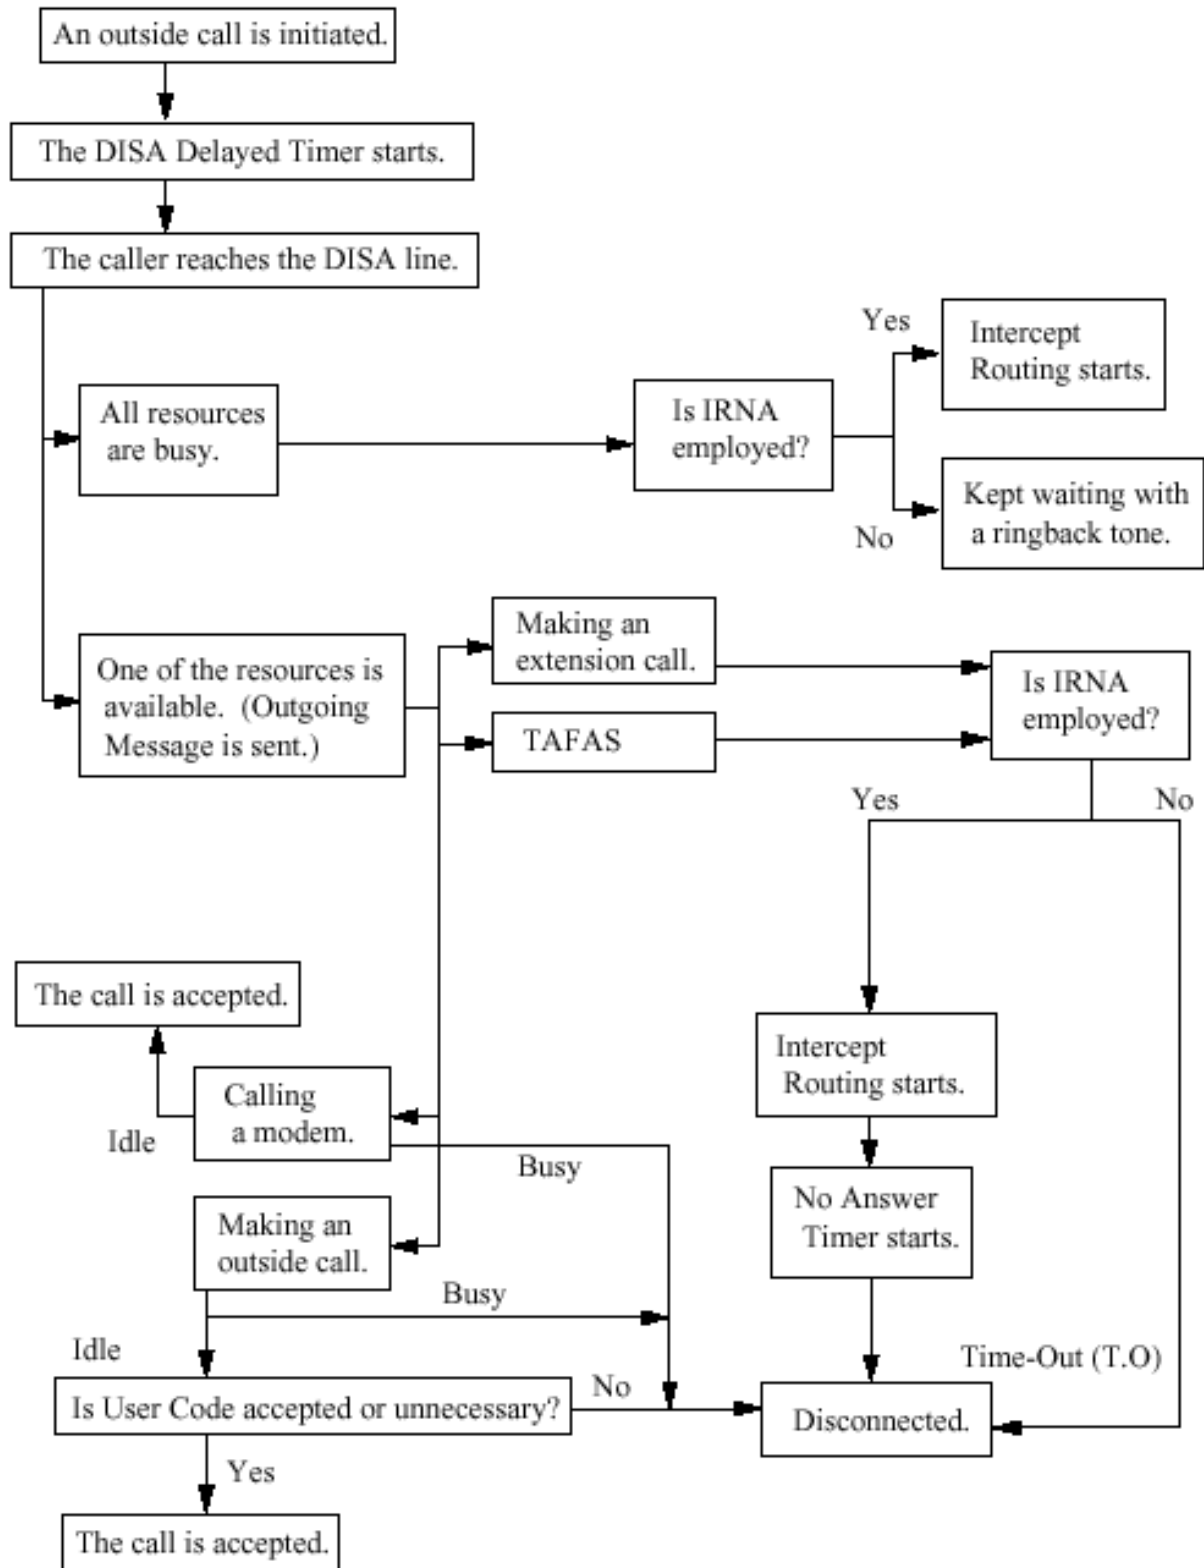 An outside call is initiated.
The DISA Delayed Timer starts.
The caller reaches the DISA line.
All resources
are busy.
Is IRNA
employed?
Yes
Intercept
Routing starts.
No
Kept waiting with
a ringback tone.
One of the resources is
available. (Outgoing
Message is sent.)
Making an
extension call.
TAFAS
Is IRNA
employed?
Yes
No
The call is accepted.
Idle
Calling
a modem.
Busy
Intercept
Routing starts.
No Answer
Timer starts.
Making an
outside call.
Busy
Idle
Time-Out (T.O)
Is User Code accepted or unnecessary?
No
Disconnected.
Yes
The call is accepted.